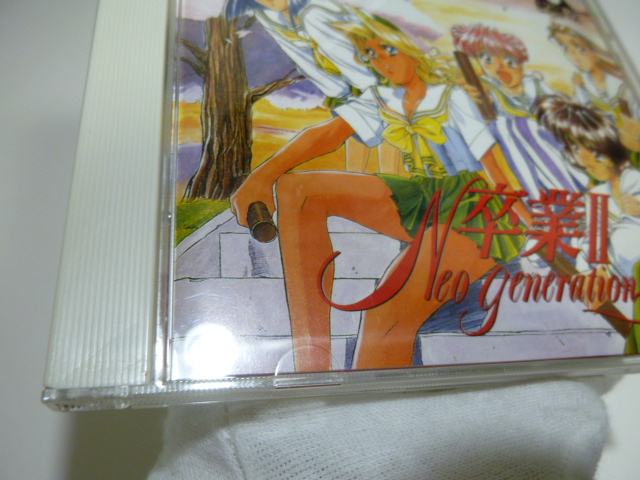 卒業Ⅱ
Neo generation